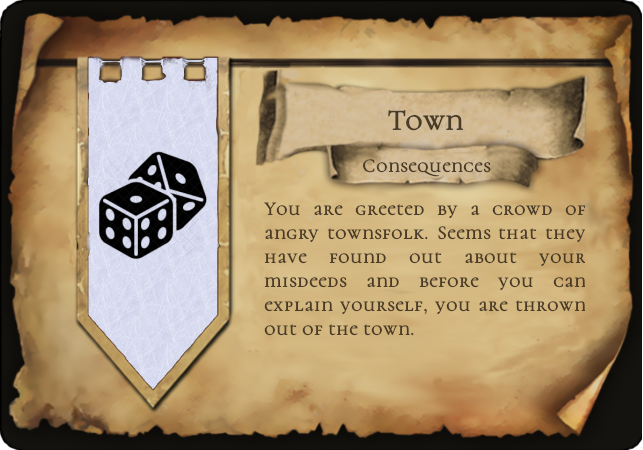 Town
Consequences
You are greeted by a crowd of
angry townsfolk. Seems that they
have found out about your
misdeeds and before you can
explain yourself, you are thrown
out of the town.